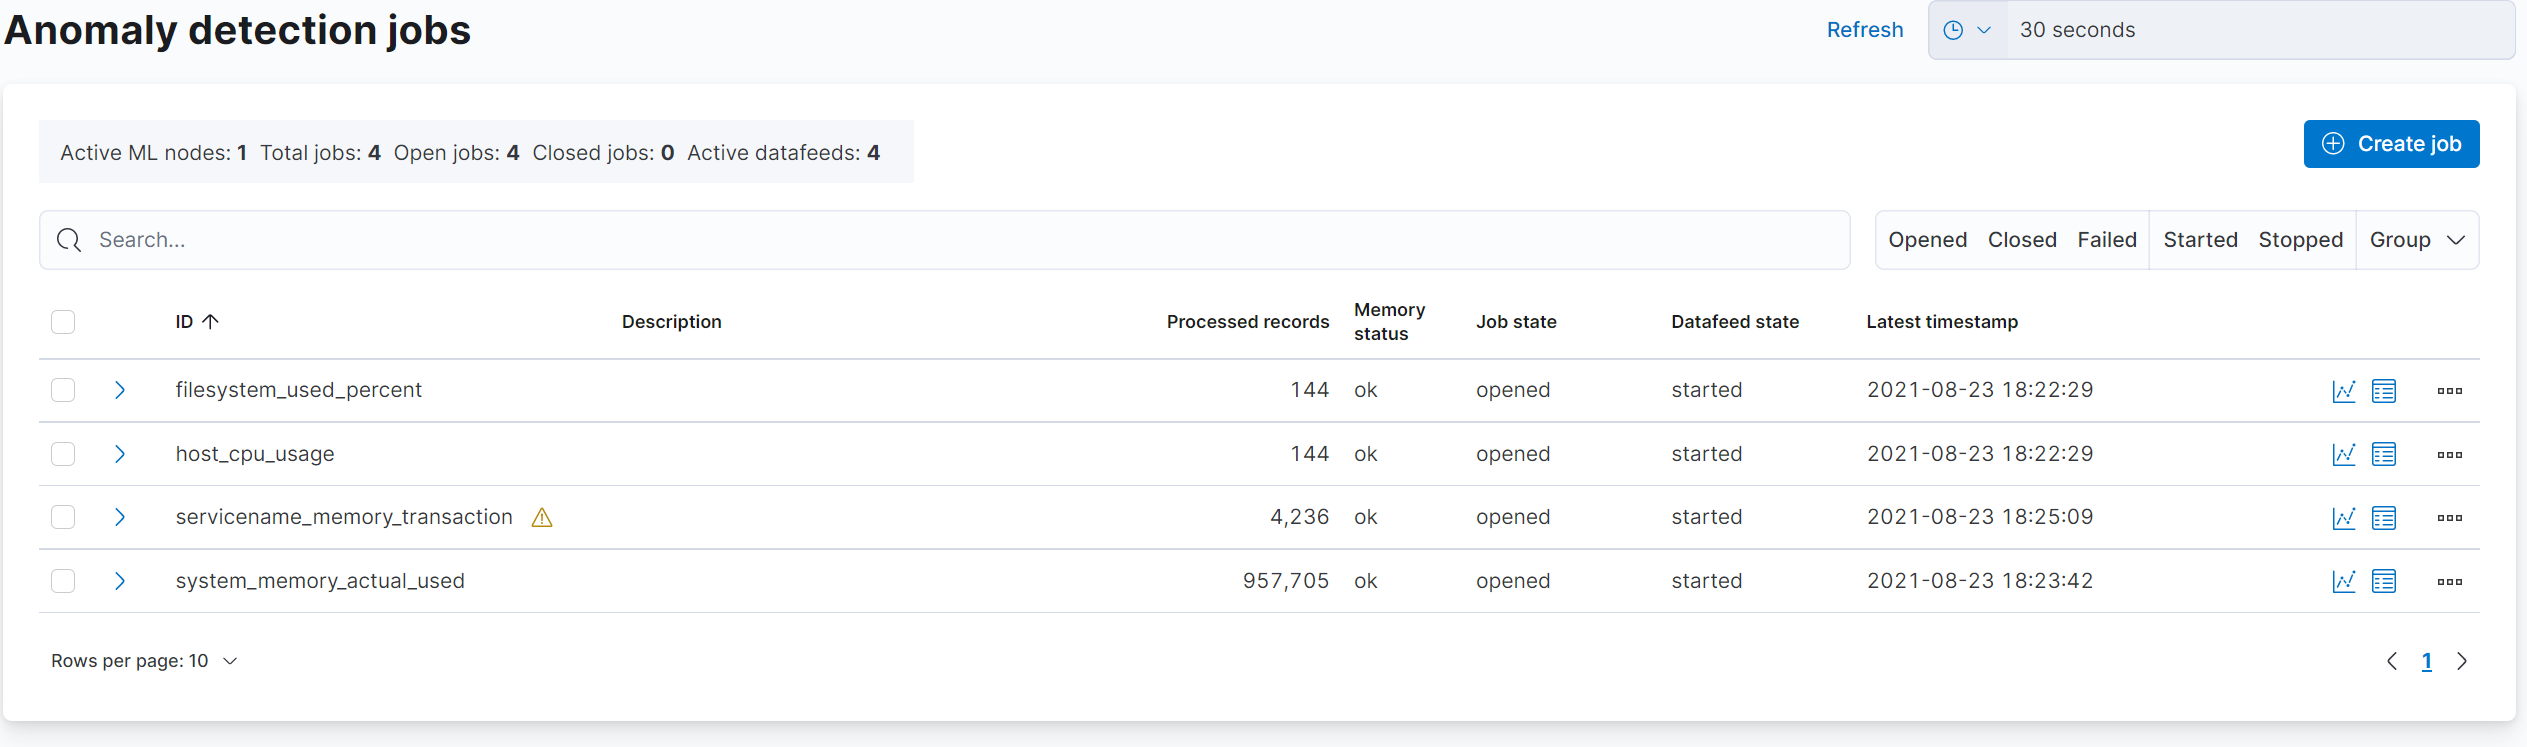 Anomaly detection jobs
Refresh
30 seconds
Active ML nodes: 1 Total jobs: 4 Open jobs: 4 Closed jobs: 0 Active datafeeds: 4
Create job
Search...
Opened Closed Failed Started Stopped Group
ID Description Processed records Memory status Job state Datafeed state Latest timestamp
filesystem_used_percent 144 ok opened started 2021-08-23 18:22:29
host_cpu_usage 144 ok opened started 2021-08-23 18:22:29
servicename_memory_transaction 4,236 ok opened started 2021-08-23 18:25:09
system_memory_actual_used 957,705 ok opened started 2021-08-23 18:23:42
Rows per page: 10
1